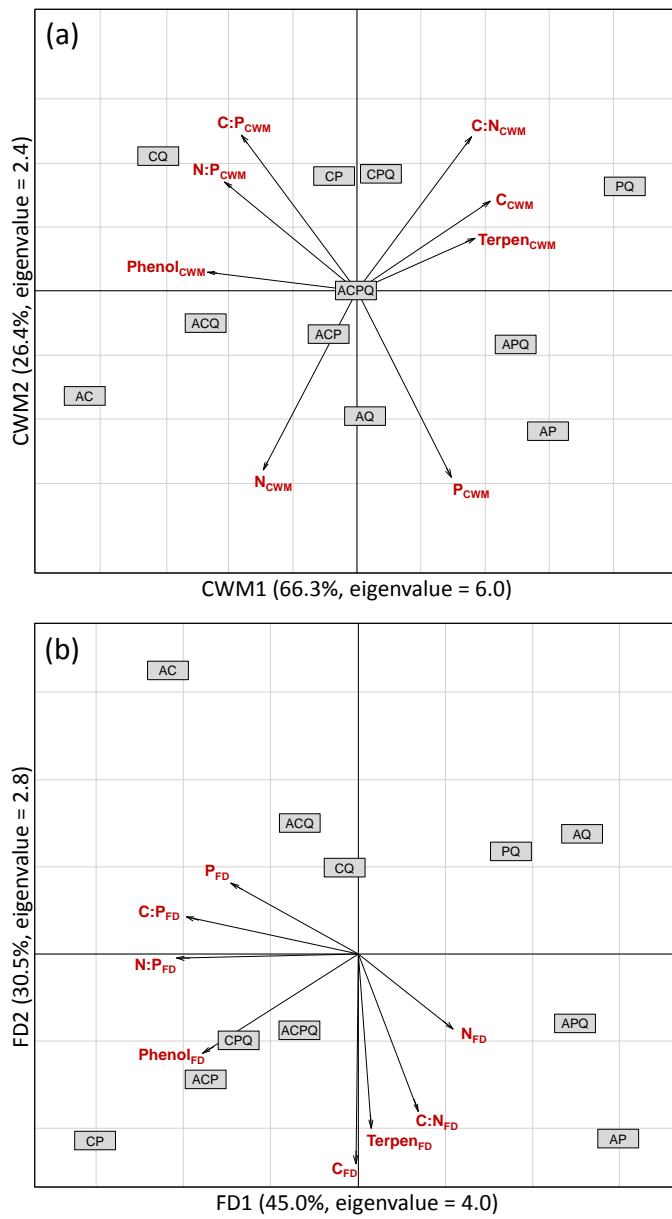 (a)
C:P_CWM
C:N_CWM
CQ
CP
CPQ
N:P_CWM
PQ
C_CWM
Terpen_CWM
Phenol_CWM
ACPQ
ACQ
ACP
APQ
AC
AQ
AP
N_CWM
P_CWM
CWM2 (26.4%, eigenvalue = 2.4)
CWM1 (66.3%, eigenvalue = 6.0)
(b)
AC
ACQ
AQ
PQ
CQ
P_FD
C:P_FD
N:P_FD
ACPQ
APQ
N_FD
CPQ
Phenol_FD
ACP
C:N_FD
CP
Terpen_FD
AP
C_FD
FD2 (30.5%, eigenvalue = 2.8)
FD1 (45.0%, eigenvalue = 4.0)